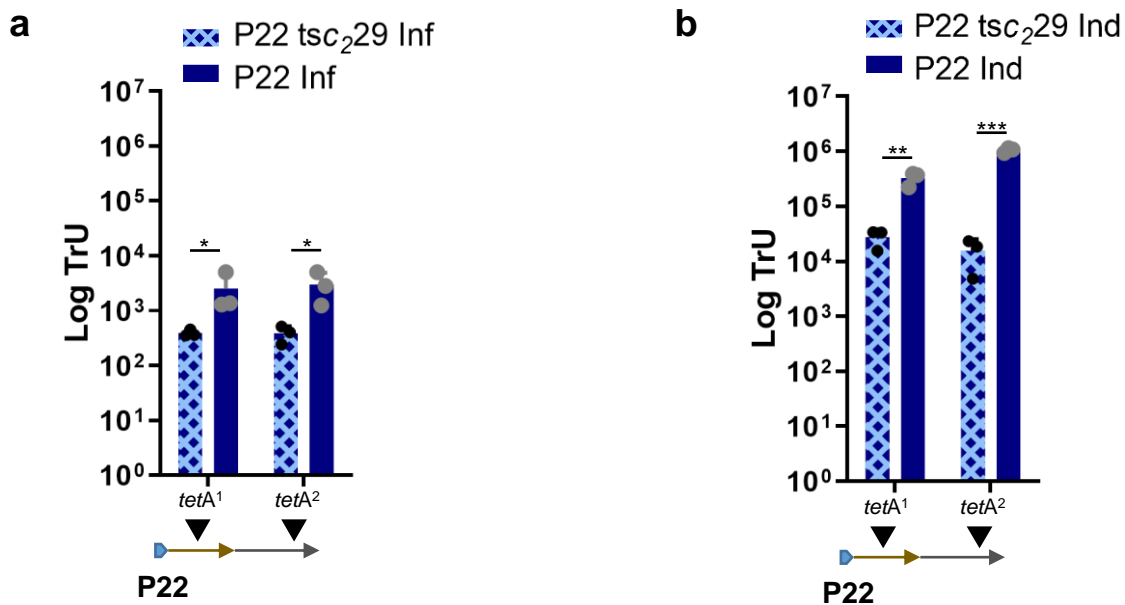 a
P22 tsc₂29 Inf
P22 Inf
Log TrU
10⁷
10⁶
10⁵
10⁴
10³
10²
10¹
10⁰
*
*
tetA¹
tetA²
P22
b
P22 tsc₂29 Ind
P22 Ind
Log TrU
10⁷
10⁶
10⁵
10⁴
10³
10²
10¹
10⁰
**
***
tetA¹
tetA²
P22